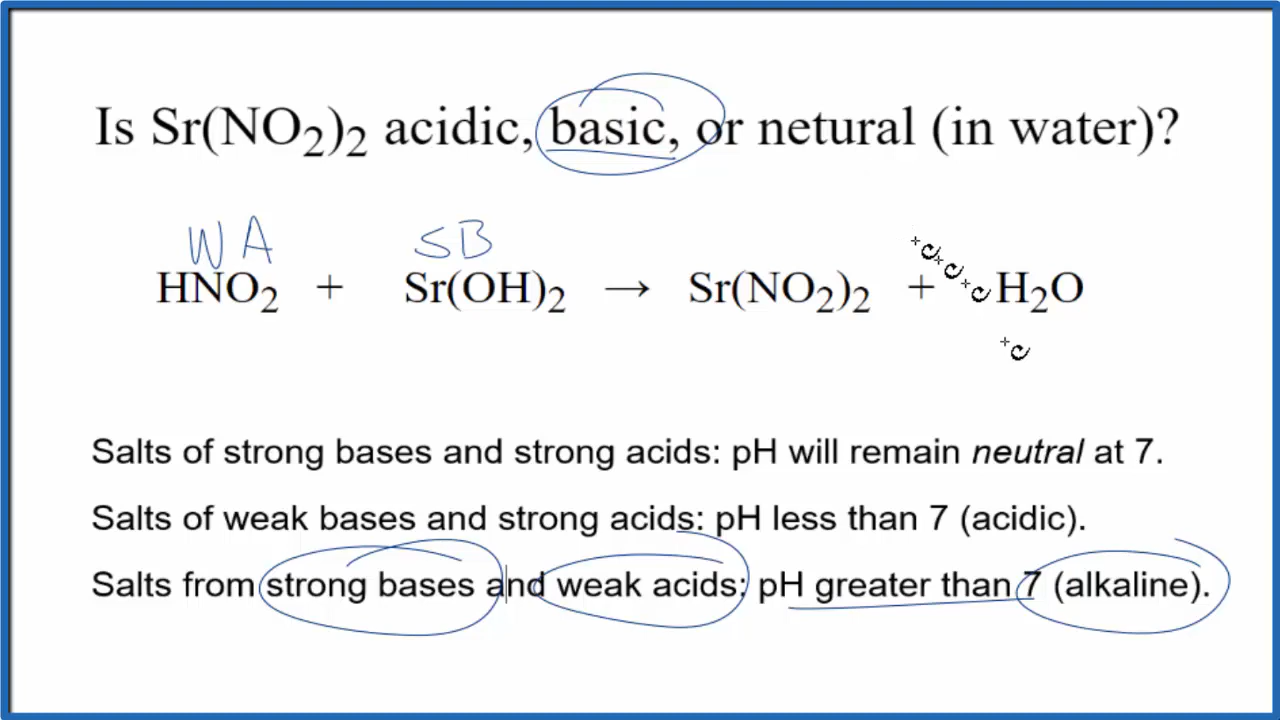 Is Sr(NO₂)₂ acidic, basic, or netural (in water)?
WA SB
HNO₂ + Sr(OH)₂ → Sr(NO₂)₂ + H₂O
Salts of strong bases and strong acids: pH will remain neutral at 7.
Salts of weak bases and strong acids: pH less than 7 (acidic).
Salts from strong bases and weak acids: pH greater than 7 (alkaline).